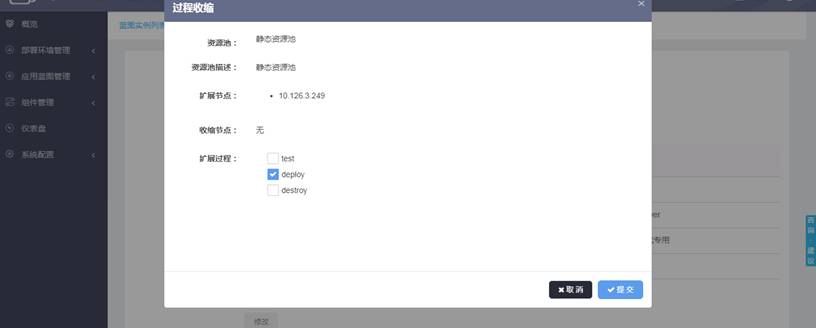 过程收缩
×
概览
蓝图实例列表
部署环境管理
应用蓝图管理
组件管理
仪表盘
系统配置
资源池：
静态资源池
资源池描述：
静态资源池
扩展节点：
10.126.3.249
收缩节点：
无
扩展过程：
test
deploy
destroy
取消
提交
修改
ver
专用
咨询·建议